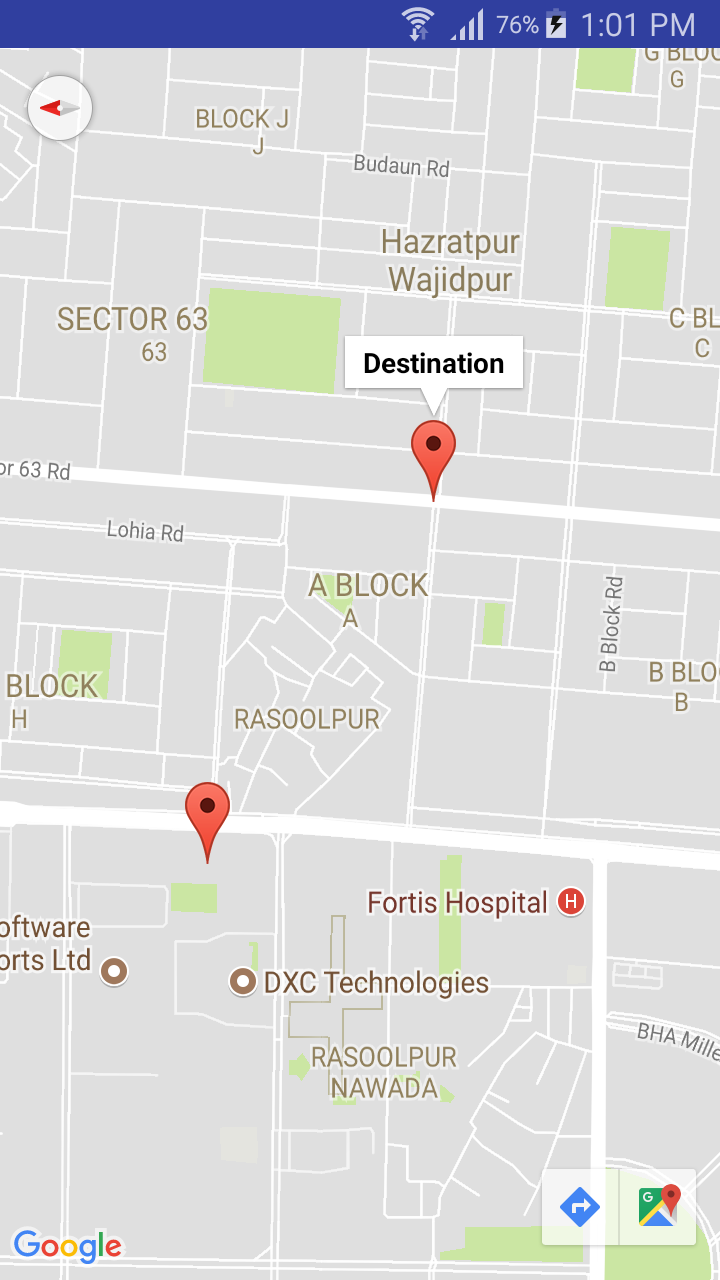 76%
1:01 PM
G BLOC
G
BLOCK J
J
Budaun Rd
Hazratpur
Wajidpur
SECTOR 63
63
C BL
C
Destination
or 63 Rd
Lohia Rd
A BLOCK
A
B Block Rd
BLOCK
H
B BLO
B
RASOOLPUR
Fortis Hospital H
oftware
orts Ltd
DXC Technologies
BHA Mille
RASOOLPUR
NAWADA
G
Google